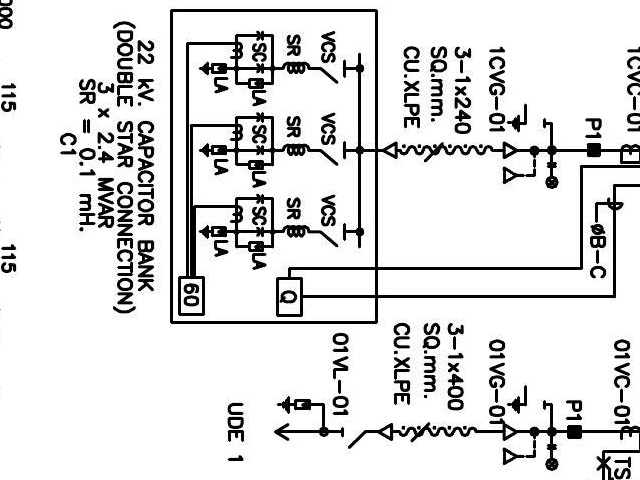 000
115
115
22 kV. CAPACITOR BANK
(DOUBLE STAR CONNECTION)
3 x 2.4 MVAR
SR = 0.1 mH.
C1
VCS
SR
SC
LA
LA
VCS
SR
SC
LA
LA
VCS
SR
SC
LA
LA
60
Q
1CVC-01
P1
1CVG-01
3-1x240
SQ.mm.
CU.XLPE
øB-C
01VC-01
P1
TS
01VG-01
3-1x400
SQ.mm.
CU.XLPE
01VL-01
UDE 1